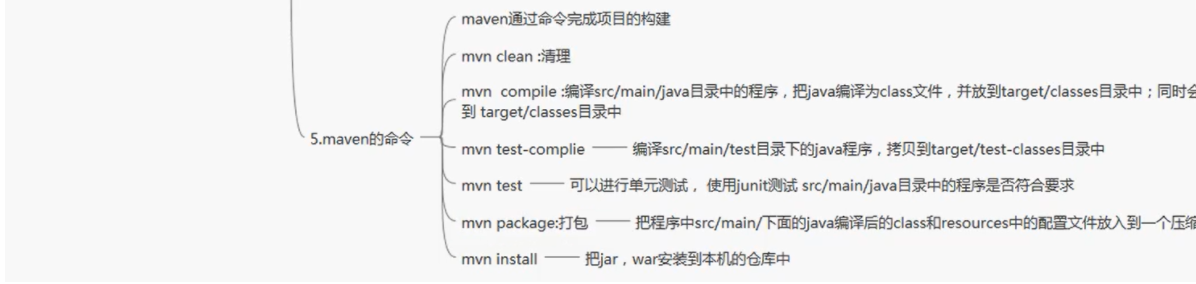 maven通过命令完成项目的构建
mvn clean :清理
mvn  compile :编译src/main/java目录中的程序，把java编译为class文件，并放到target/classes目录中；同时会
到 target/classes目录中
5.maven的命令
mvn test-complie
编译src/main/test目录下的java程序，拷贝到target/test-classes目录中
mvn test
可以进行单元测试， 使用junit测试 src/main/java目录中的程序是否符合要求
mvn package:打包
把程序中src/main/下面的java编译后的class和resources中的配置文件放入到一个压缩
mvn install
把jar，war安装到本机的仓库中